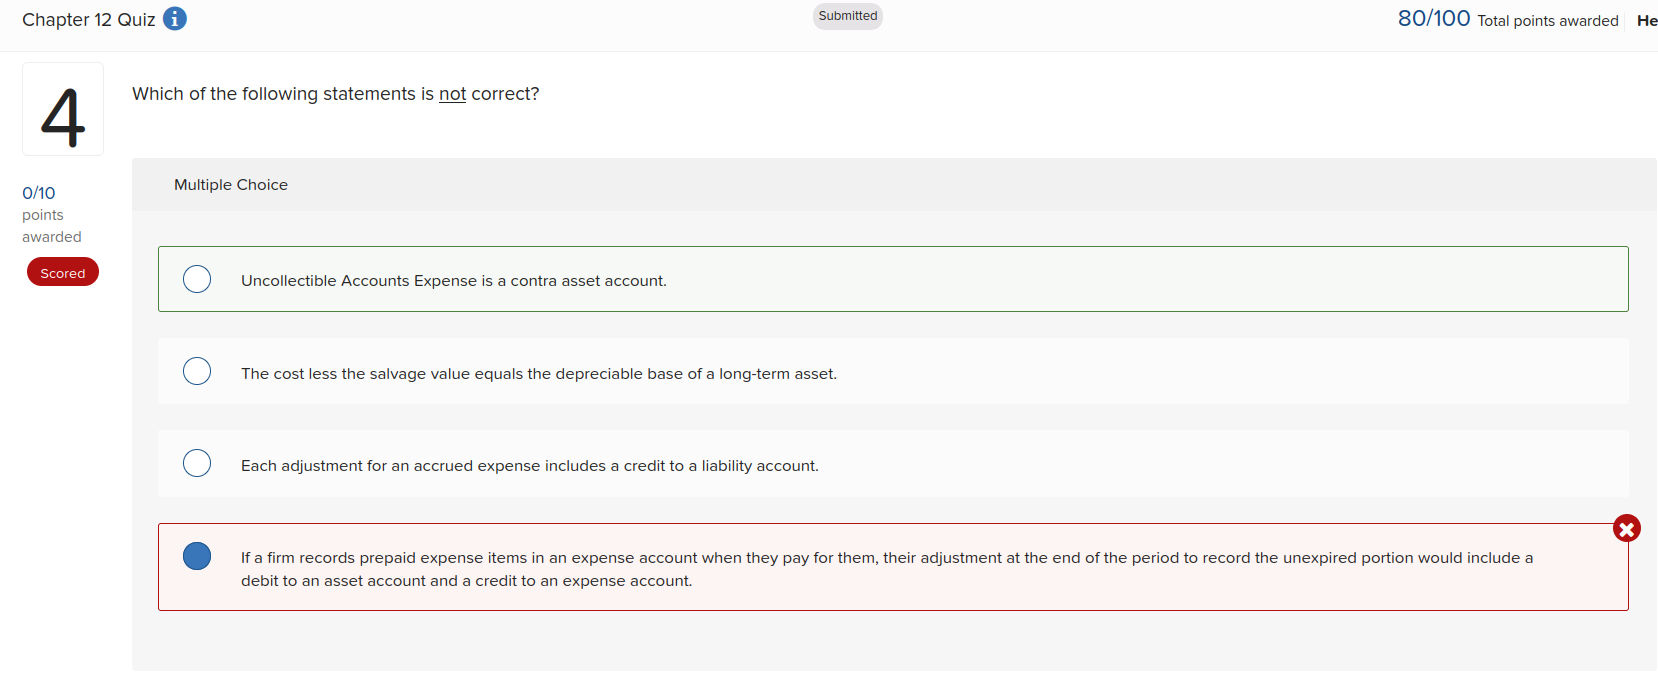 Chapter 12 Quiz
Submitted
80/100 Total points awarded
He
4
Which of the following statements is not correct?
0/10
points
awarded
Scored
Multiple Choice
Uncollectible Accounts Expense is a contra asset account.
The cost less the salvage value equals the depreciable base of a long-term asset.
Each adjustment for an accrued expense includes a credit to a liability account.
If a firm records prepaid expense items in an expense account when they pay for them, their adjustment at the end of the period to record the unexpired portion would include a
debit to an asset account and a credit to an expense account.